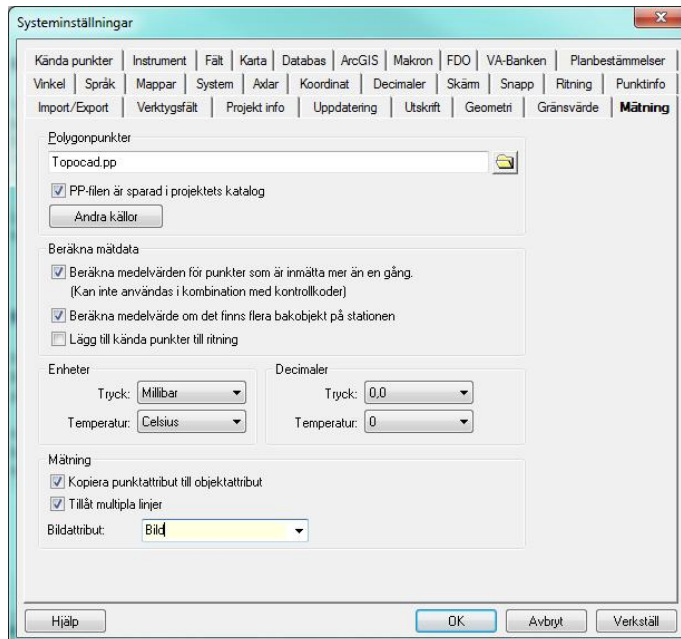 Systeminställningar
Kända punkter Instrument Fält Karta Databas ArcGIS Makron FDO VA-Banken Planbestämmelser
Vinkel Språk Mappar System Axlar Koordinat Decimaler Skärm Snapp Ritning Punktinfo
Import/Export Verktygsfält Projekt info Uppdatering Utskrift Geometri Gränsvärde Mätning
Polygonpunkter
Topocad.pp
PP-filen är sparad i projektets katalog
Andra källor
Beräkna mätdata
Beräkna medelvärden för punkter som är inmätta mer än en gång.
(Kan inte användas i kombination med kontrollkoder)
Beräkna medelvärde om det finns flera bakobjekt på stationen
Lägg till kända punkter till ritning
Enheter Decimaler
Tryck: Millibar Tryck: 0,0
Temperatur: Celsius Temperatur: 0
Mätning
Kopiera punktattribut till objektattribut
Tillåt multipla linjer
Bildattribut: Bild
Hjälp OK Avbryt Verkställ